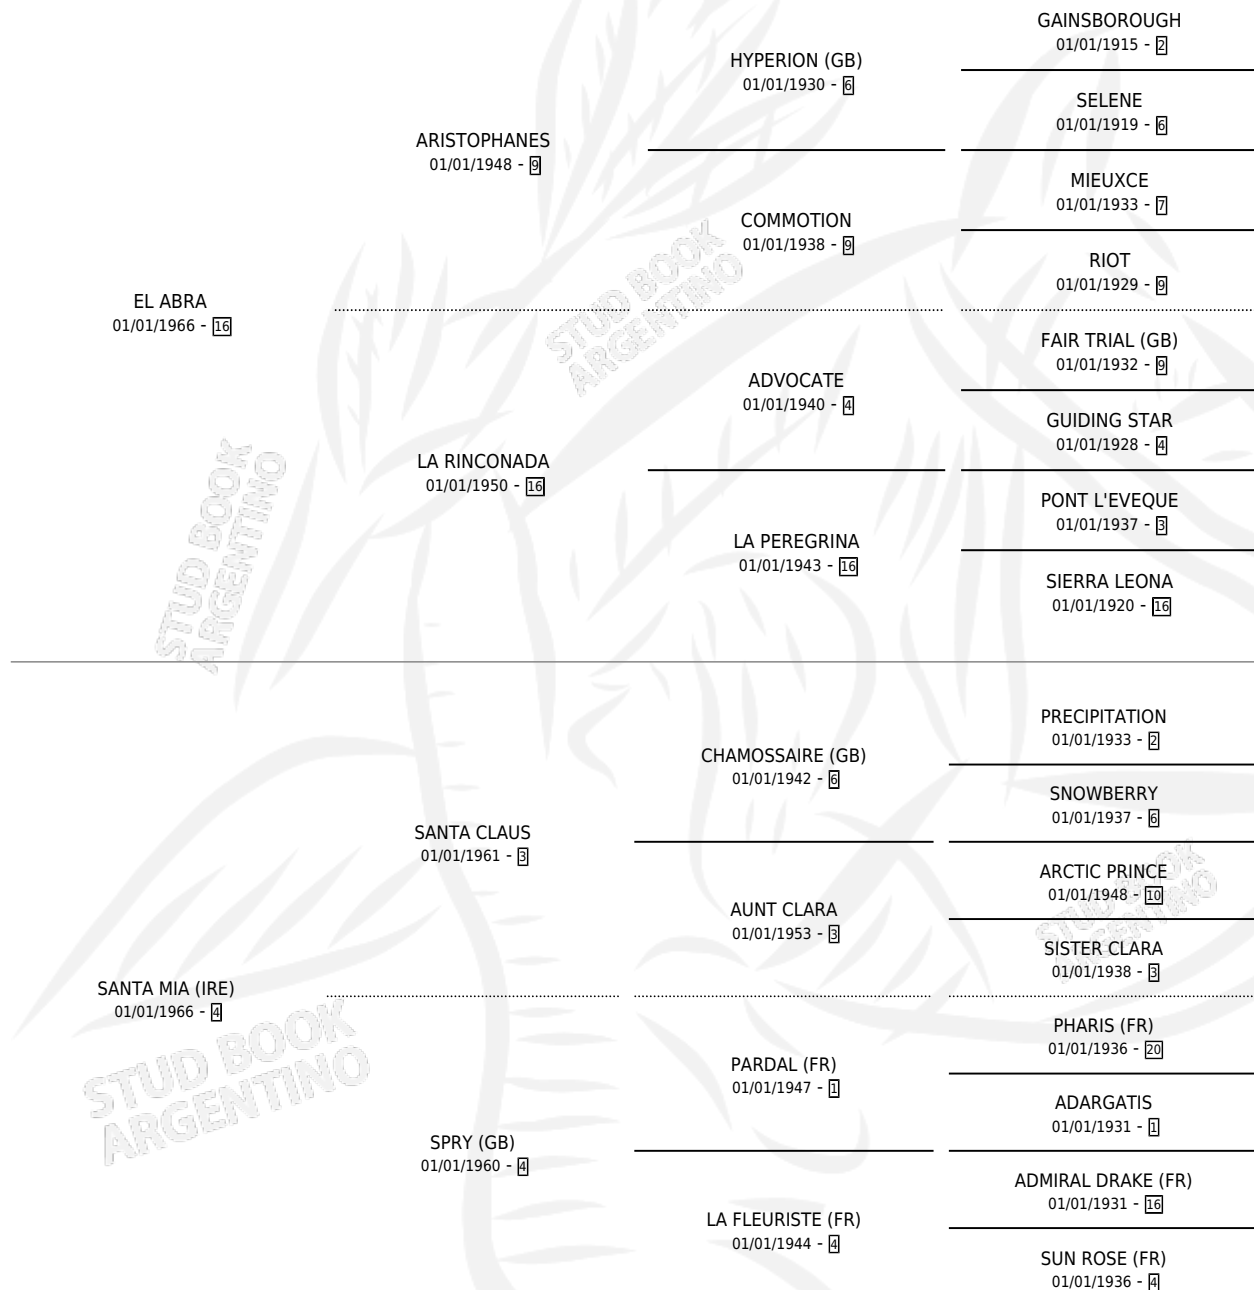 GAINSBOROUGH
01/01/1915 - 2
HYPERION (GB)
01/01/1930 - 6
SELENE
01/01/1919 - 6
ARISTOPHANES
01/01/1948 - 9
MIEUXCE
01/01/1933 - 7
COMMOTION
01/01/1938 - 9
RIOT
01/01/1929 - 9
EL ABRA
01/01/1966 - 16
FAIR TRIAL (GB)
01/01/1932 - 9
ADVOCATE
01/01/1940 - 4
GUIDING STAR
01/01/1928 - 4
LA RINCONADA
01/01/1950 - 16
PONT L'EVEQUE
01/01/1937 - 3
LA PEREGRINA
01/01/1943 - 16
SIERRA LEONA
01/01/1920 - 16
PRECIPITATION
01/01/1933 - 2
CHAMOSSAIRE (GB)
01/01/1942 - 6
SNOWBERRY
01/01/1937 - 6
SANTA CLAUS
01/01/1961 - 3
ARCTIC PRINCE
01/01/1948 - 10
AUNT CLARA
01/01/1953 - 3
SISTER CLARA
01/01/1938 - 3
SANTA MIA (IRE)
01/01/1966 - 4
PHARIS (FR)
01/01/1936 - 20
PARDAL (FR)
01/01/1947 - 1
ADARGATIS
01/01/1931 - 1
SPRY (GB)
01/01/1960 - 4
ADMIRAL DRAKE (FR)
01/01/1931 - 16
LA FLEURISTE (FR)
01/01/1944 - 4
SUN ROSE (FR)
01/01/1936 - 4
STUD BOOK
ARGENTINO
STUD BOOK
ARGENTINO
STUD BOOK
ARGENTINO
STUD BOOK
ARGENTINO